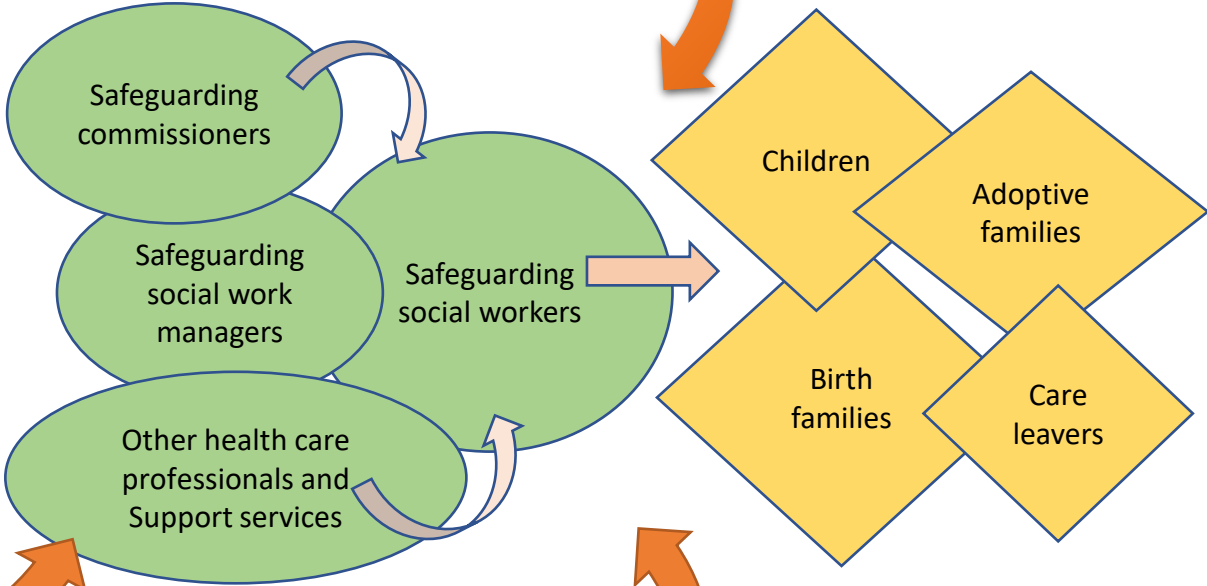 Safeguarding
commissioners
Safeguarding
social work
managers
Safeguarding
social workers
Other health care
professionals and
Support services
Children
Adoptive
families
Birth
families
Care
leavers